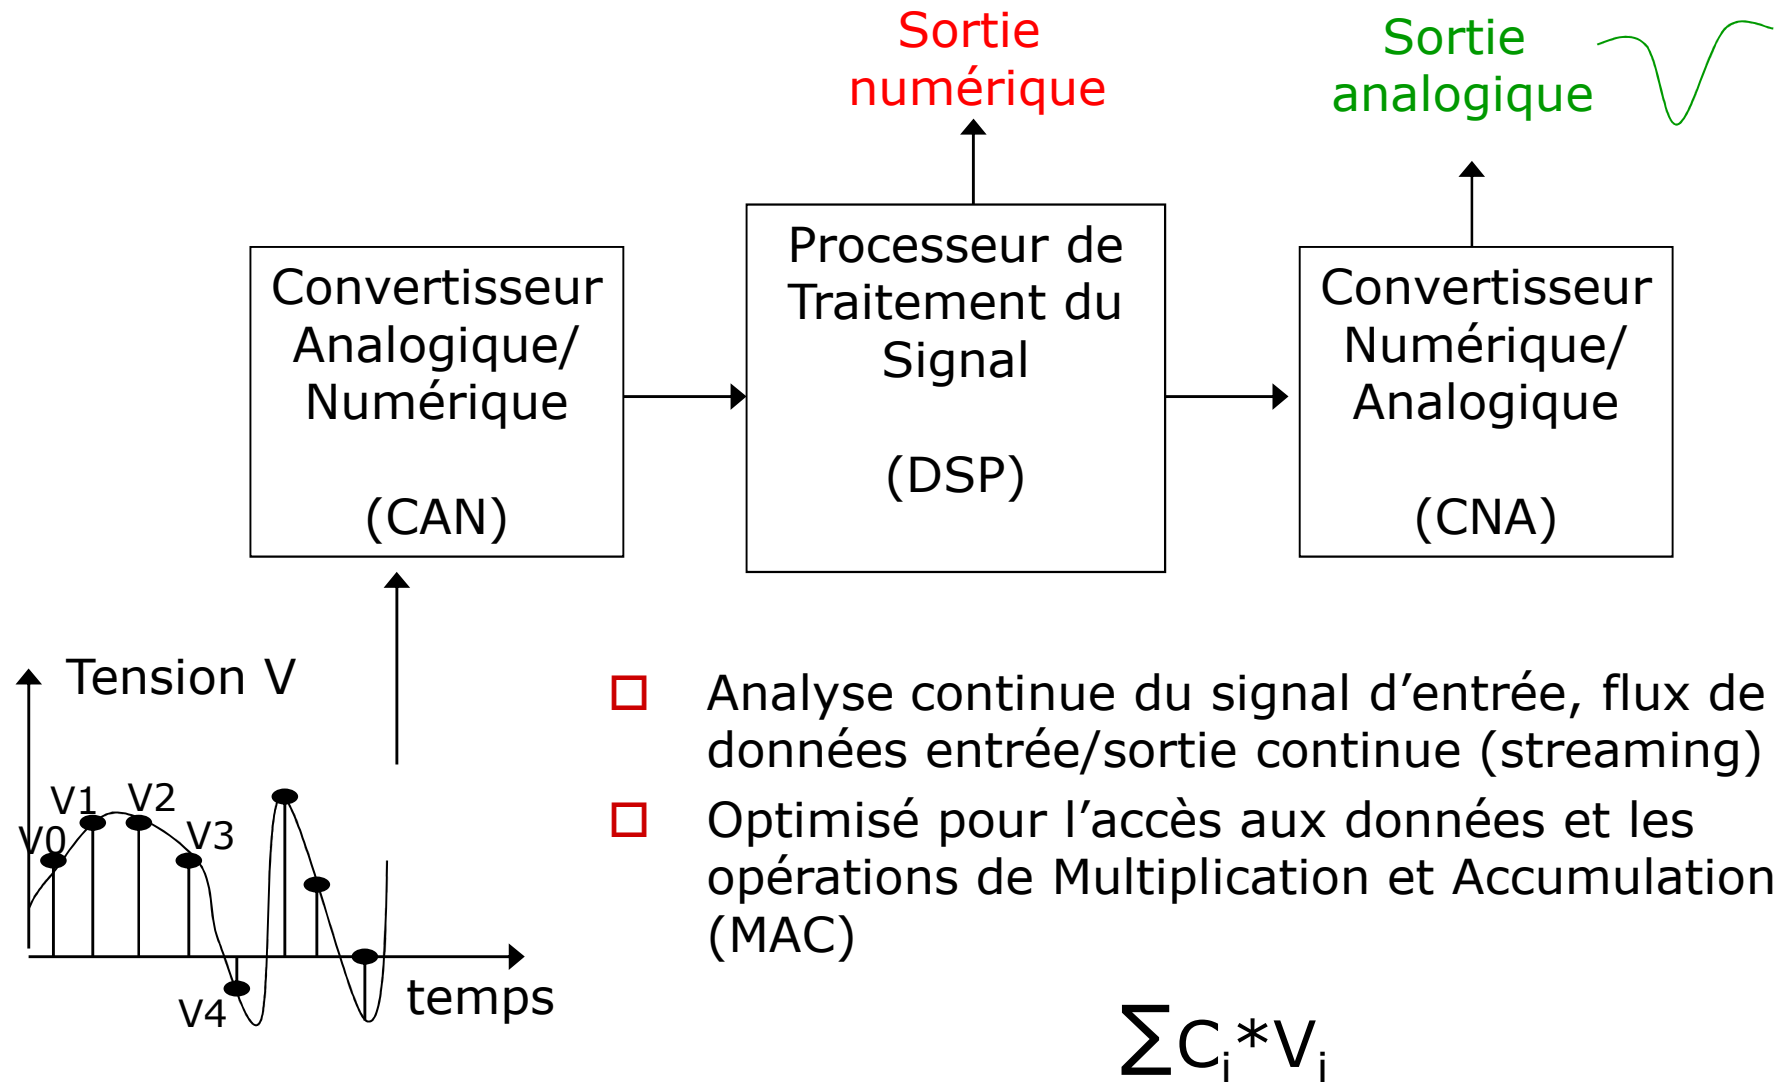 Sortie
numérique
Sortie
analogique
Convertisseur
Analogique/
Numérique
(CAN)
Processeur de
Traitement du
Signal
(DSP)
Convertisseur
Numérique/
Analogique
(CNA)
Tension V
V0
V1
V2
V3
V4
temps
Analyse continue du signal d’entrée, flux de
données entrée/sortie continue (streaming)
Optimisé pour l’accès aux données et les
opérations de Multiplication et Accumulation
(MAC)
∑Ci*Vi